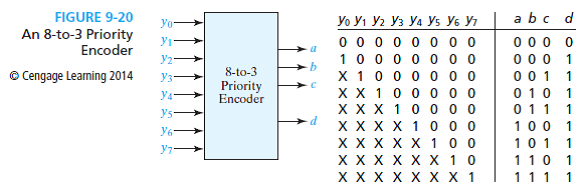 FIGURE 9-20
An 8-to-3 Priority
Encoder
© Cengage Learning 2014
y0
y1
y2
y3
y4
y5
y6
y7
8-to-3
Priority
Encoder
a
b
c
d
y0 y1 y2 y3 y4 y5 y6 y7 a b c d
0 0 0 0 0 0 0 0 0 0 0 0
1 0 0 0 0 0 0 0 0 0 0 1
X 1 0 0 0 0 0 0 0 0 1 1
X X 1 0 0 0 0 0 0 1 0 1
X X X 1 0 0 0 0 0 1 1 1
X X X X 1 0 0 0 1 0 0 1
X X X X X 1 0 0 1 0 1 1
X X X X X X 1 0 1 1 0 1
X X X X X X X 1 1 1 1 1